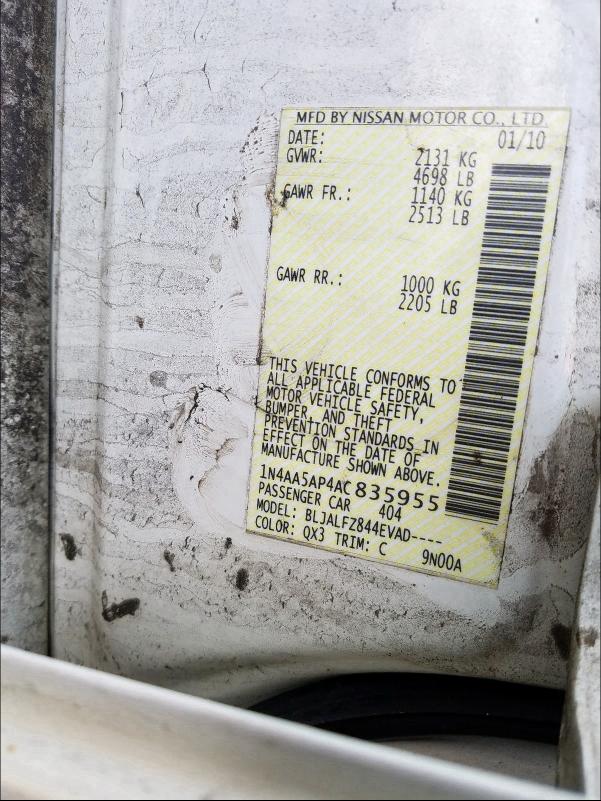 MFD BY NISSAN MOTOR CO., LTD.
DATE: 01/10
GVWR: 2131 KG
4698 LB
GAWR FR.: 1140 KG
2513 LB
GAWR RR.: 1000 KG
2205 LB
THIS VEHICLE CONFORMS TO
ALL APPLICABLE FEDERAL
MOTOR VEHICLE SAFETY,
BUMPER, AND THEFT
PREVENTION STANDARDS IN
EFFECT ON THE DATE OF
MANUFACTURE SHOWN ABOVE.
1N4AA5AP4AC835955
PASSENGER CAR 404
MODEL: BLJALFZ844EVAD----
COLOR: QX3 TRIM: C 9N00A